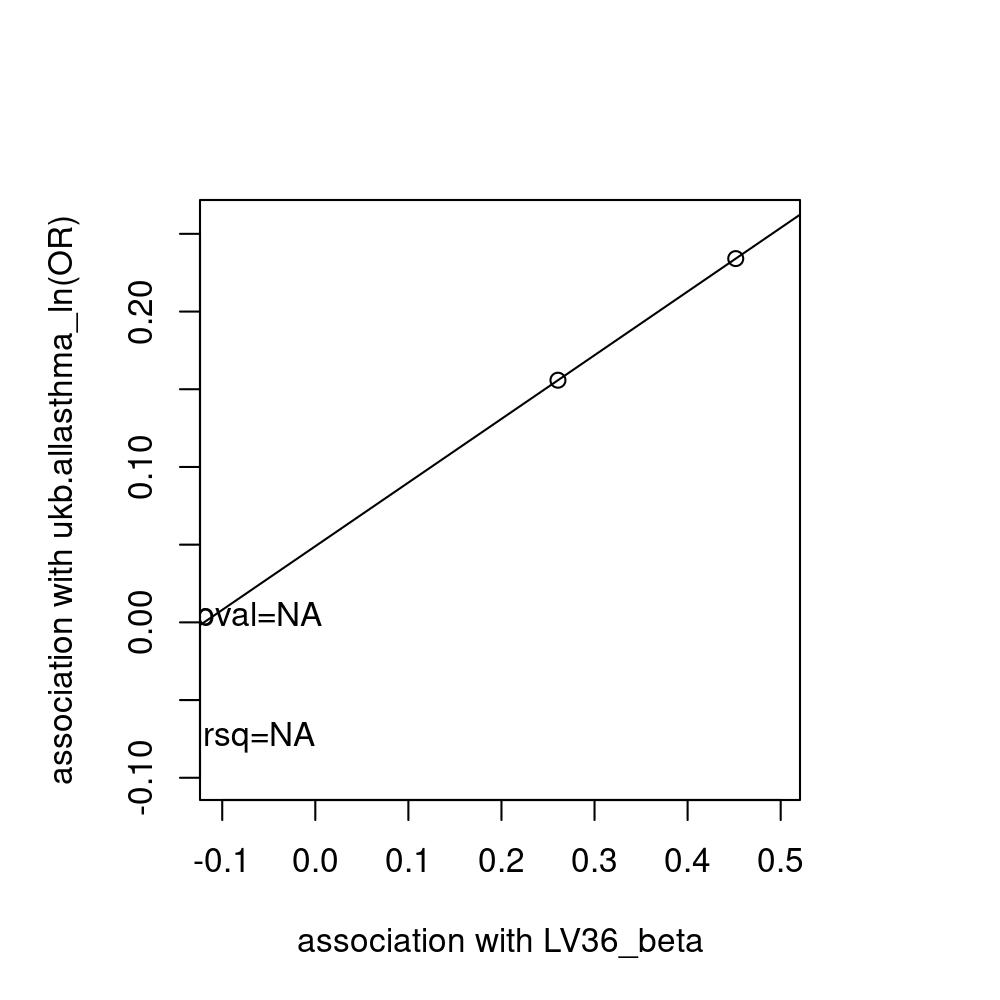 association with ukb.allasthma_ln(OR)
0.20
0.10
0.00
-0.10
pval=NA
rsq=NA
-0.1 0.0 0.1 0.2 0.3 0.4 0.5
association with LV36_beta